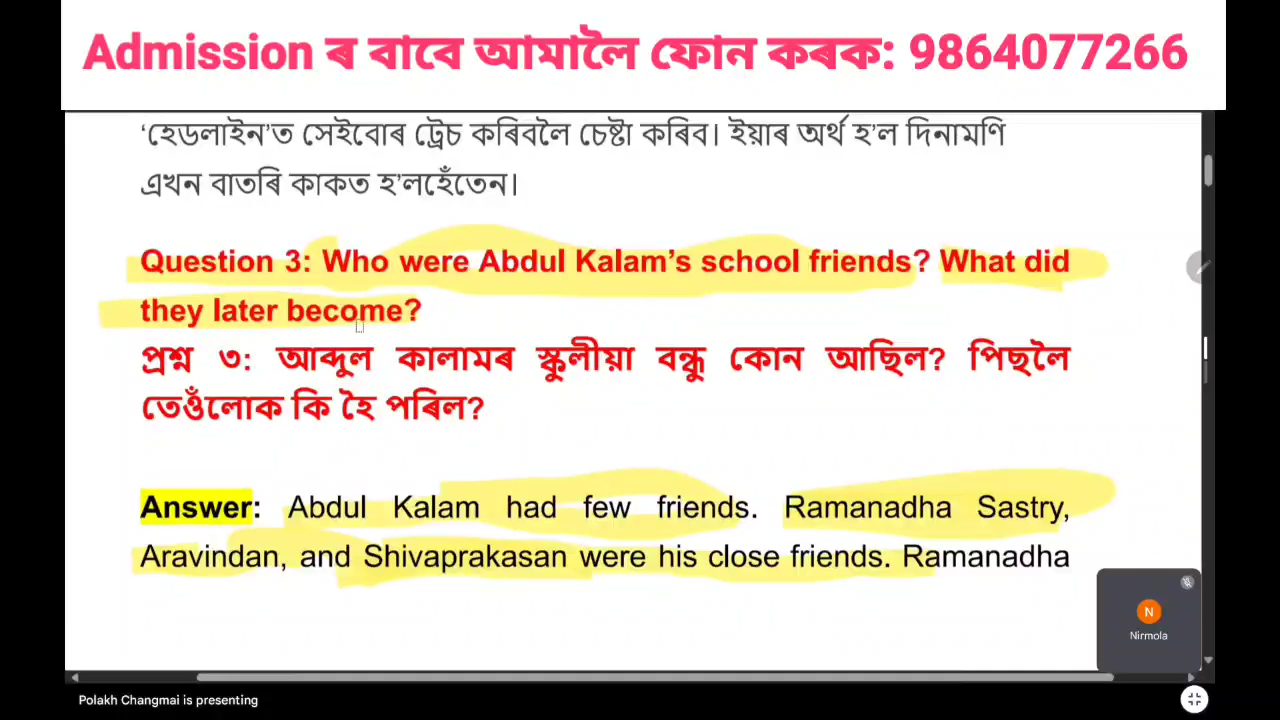 Admission ৰ বাবে আমালৈ ফোন কৰক: 9864077266
‘হেডলাইন’ত সেইবোৰ ট্ৰেচ কৰিবলৈ চেষ্টা কৰিব। ইয়াৰ অৰ্থ হ’ল দিনামণি
এখন বাতৰি কাকত হ’লহেঁতেন।
Question 3: Who were Abdul Kalam’s school friends? What did
they later become?
প্ৰশ্ন ৩: আব্দুল কালামৰ স্কুলীয়া বন্ধু কোন আছিল? পিছলৈ
তেওঁলোক কি হৈ পৰিল?
Answer: Abdul Kalam had few friends. Ramanadha Sastry,
Aravindan, and Shivaprakasan were his close friends. Ramanadha
N
Nirmola
Polakh Changmai is presenting